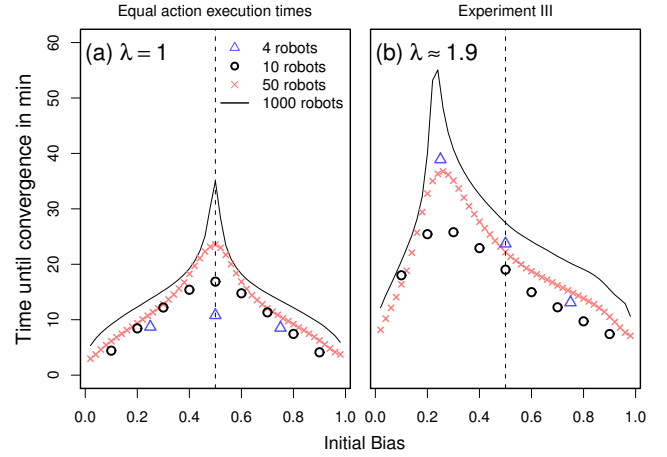 Equal action execution times
Experiment III
Time until convergence in min
0 10 20 30 40 50 60
(a) λ = 1
4 robots
10 robots
50 robots
1000 robots
(b) λ ≈ 1.9
0.0 0.2 0.4 0.6 0.8 1.0
0.0 0.2 0.4 0.6 0.8 1.0
Initial Bias